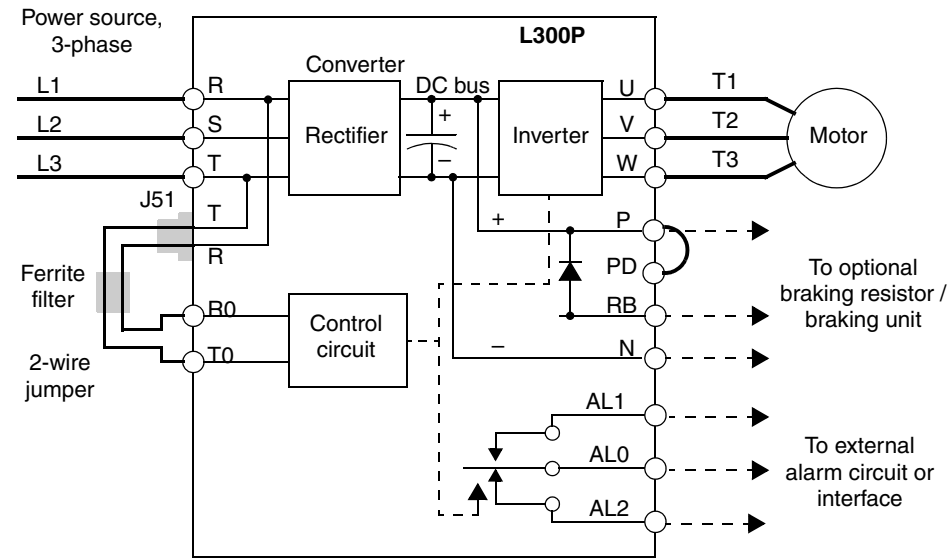 Power source,
3-phase
L300P
Converter
L1
R
DC bus
U
T1
+
L2
S
Rectifier
Inverter
V
T2
Motor
–
L3
T
W
T3
J51
T
+
P
R
PD
To optional
braking resistor /
braking unit
Ferrite
filter
R0
Control
circuit
RB
T0
–
N
2-wire
jumper
AL1
AL0
To external
alarm circuit or
interface
AL2